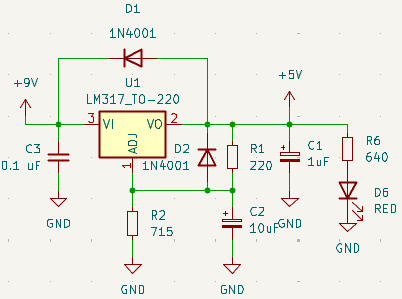 D1
1N4001
+9V
U1
LM317_TO-220
+5V
3
VI
VO
2
ADJ
1
C3
0.1 uF
1N4001
D2
R1
220
C1
1uF
R6
640
D6
RED
GND
R2
715
C2
10uF
GND
GND
GND
GND